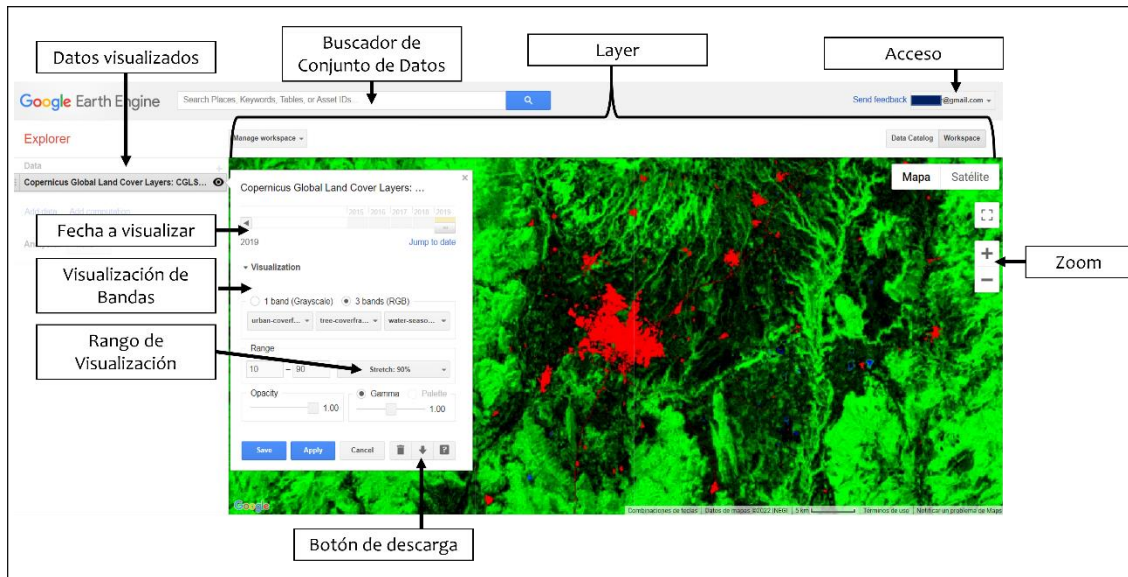 Datos visualizados
Buscador de
Conjunto de Datos
Layer
Acceso
Google Earth Engine
Search Places, Keywords, Tables, or Asset IDs...
Send feedback
@gmail.com
Explorer
Manage workspace
Data Catalog
Workspace
Data
Copernicus Global Land Cover Layers: CGLS...
Add data
Add computation
Copernicus Global Land Cover Layers: ...
Mapa
Satélite
2015 2016 2017 2018 2019
Fecha a visualizar
2019
Jump to date
Visualización de
Bandas
Visualization
Zoom
1 band (Grayscale)
3 bands (RGB)
urban-coverf...
tree-coverfra...
water-seaso...
Rango de
Visualización
Range
10 – 90
Stretch: 90%
Opacity
1.00
Gamma
Palette
1.00
Save
Apply
Cancel
?
Google
Combinaciones de teclas
Datos de mapas ©2022 INEGI
5 km
Términos de uso
Notificar un problema de Maps
Botón de descarga